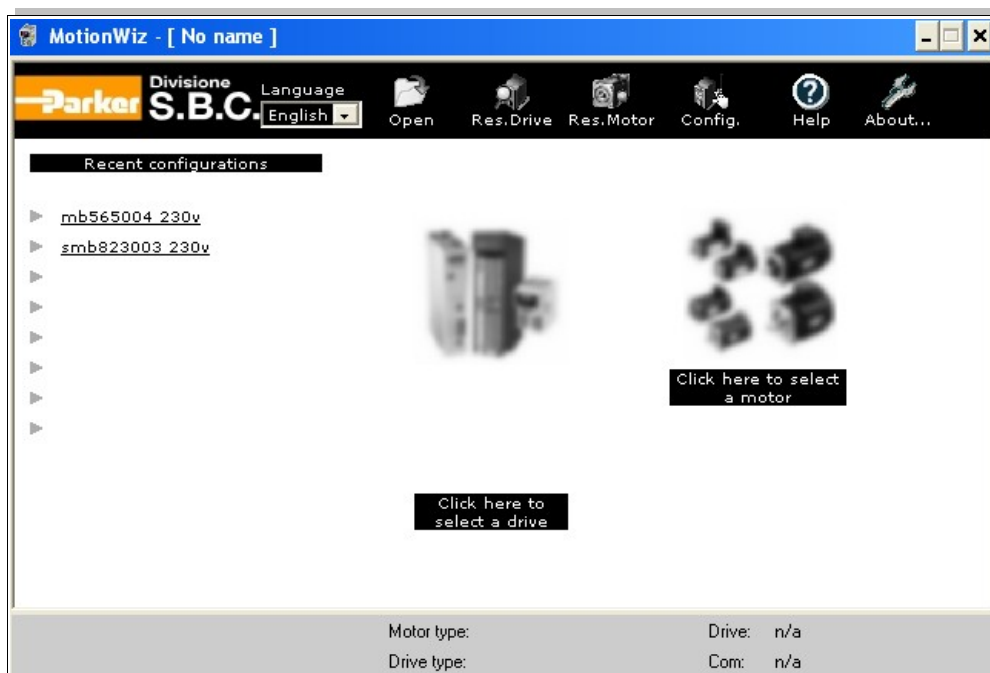 MotionWiz - [ No name ]
Parker
Divisione
S.B.C.
Language
English
Open
Res.Drive
Res.Motor
Config.
Help
About...
Recent configurations
mb565004 230v
smb823003 230v
Click here to select
a motor
Click here to
select a drive
Motor type:
Drive: n/a
Drive type:
Com: n/a